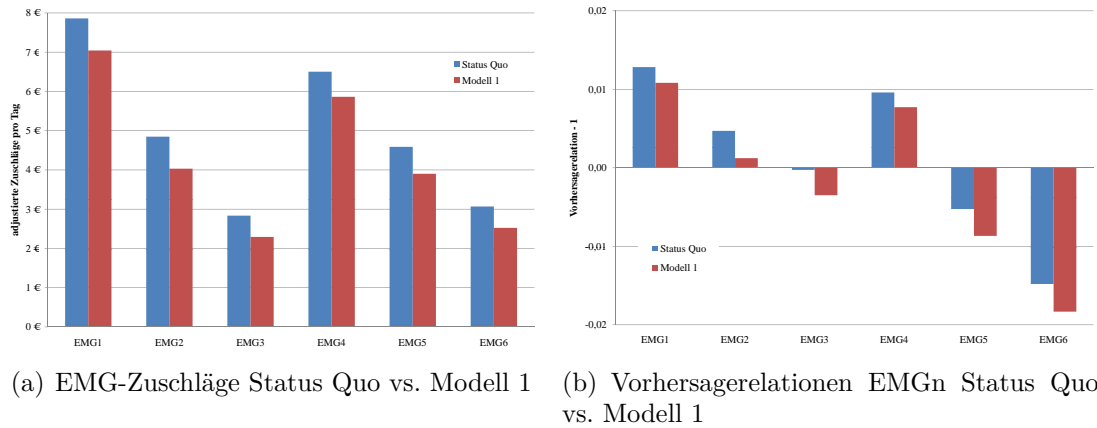 8 €
7 €
6 €
5 €
4 €
3 €
2 €
1 €
0 €
adjustierte Zuschläge pro Tag
Status Quo
Modell 1
EMG1 EMG2 EMG3 EMG4 EMG5 EMG6
(a) EMG-Zuschläge Status Quo vs. Modell 1
0,02
0,01
0,00
-0,01
-0,02
Vorhersagerelation - 1
Status Quo
Modell 1
EMG1 EMG2 EMG3 EMG4 EMG5 EMG6
(b) Vorhersagerelationen EMGn Status Quo
vs. Modell 1